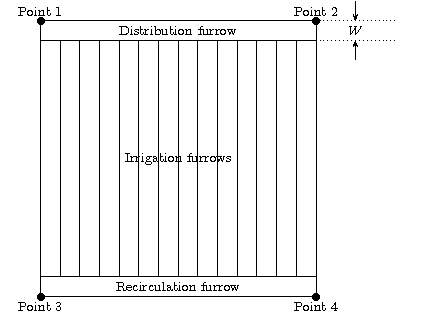 Point 1
Point 2
Distribution furrow
W
Irrigation furrows
Recirculation furrow
Point 3
Point 4